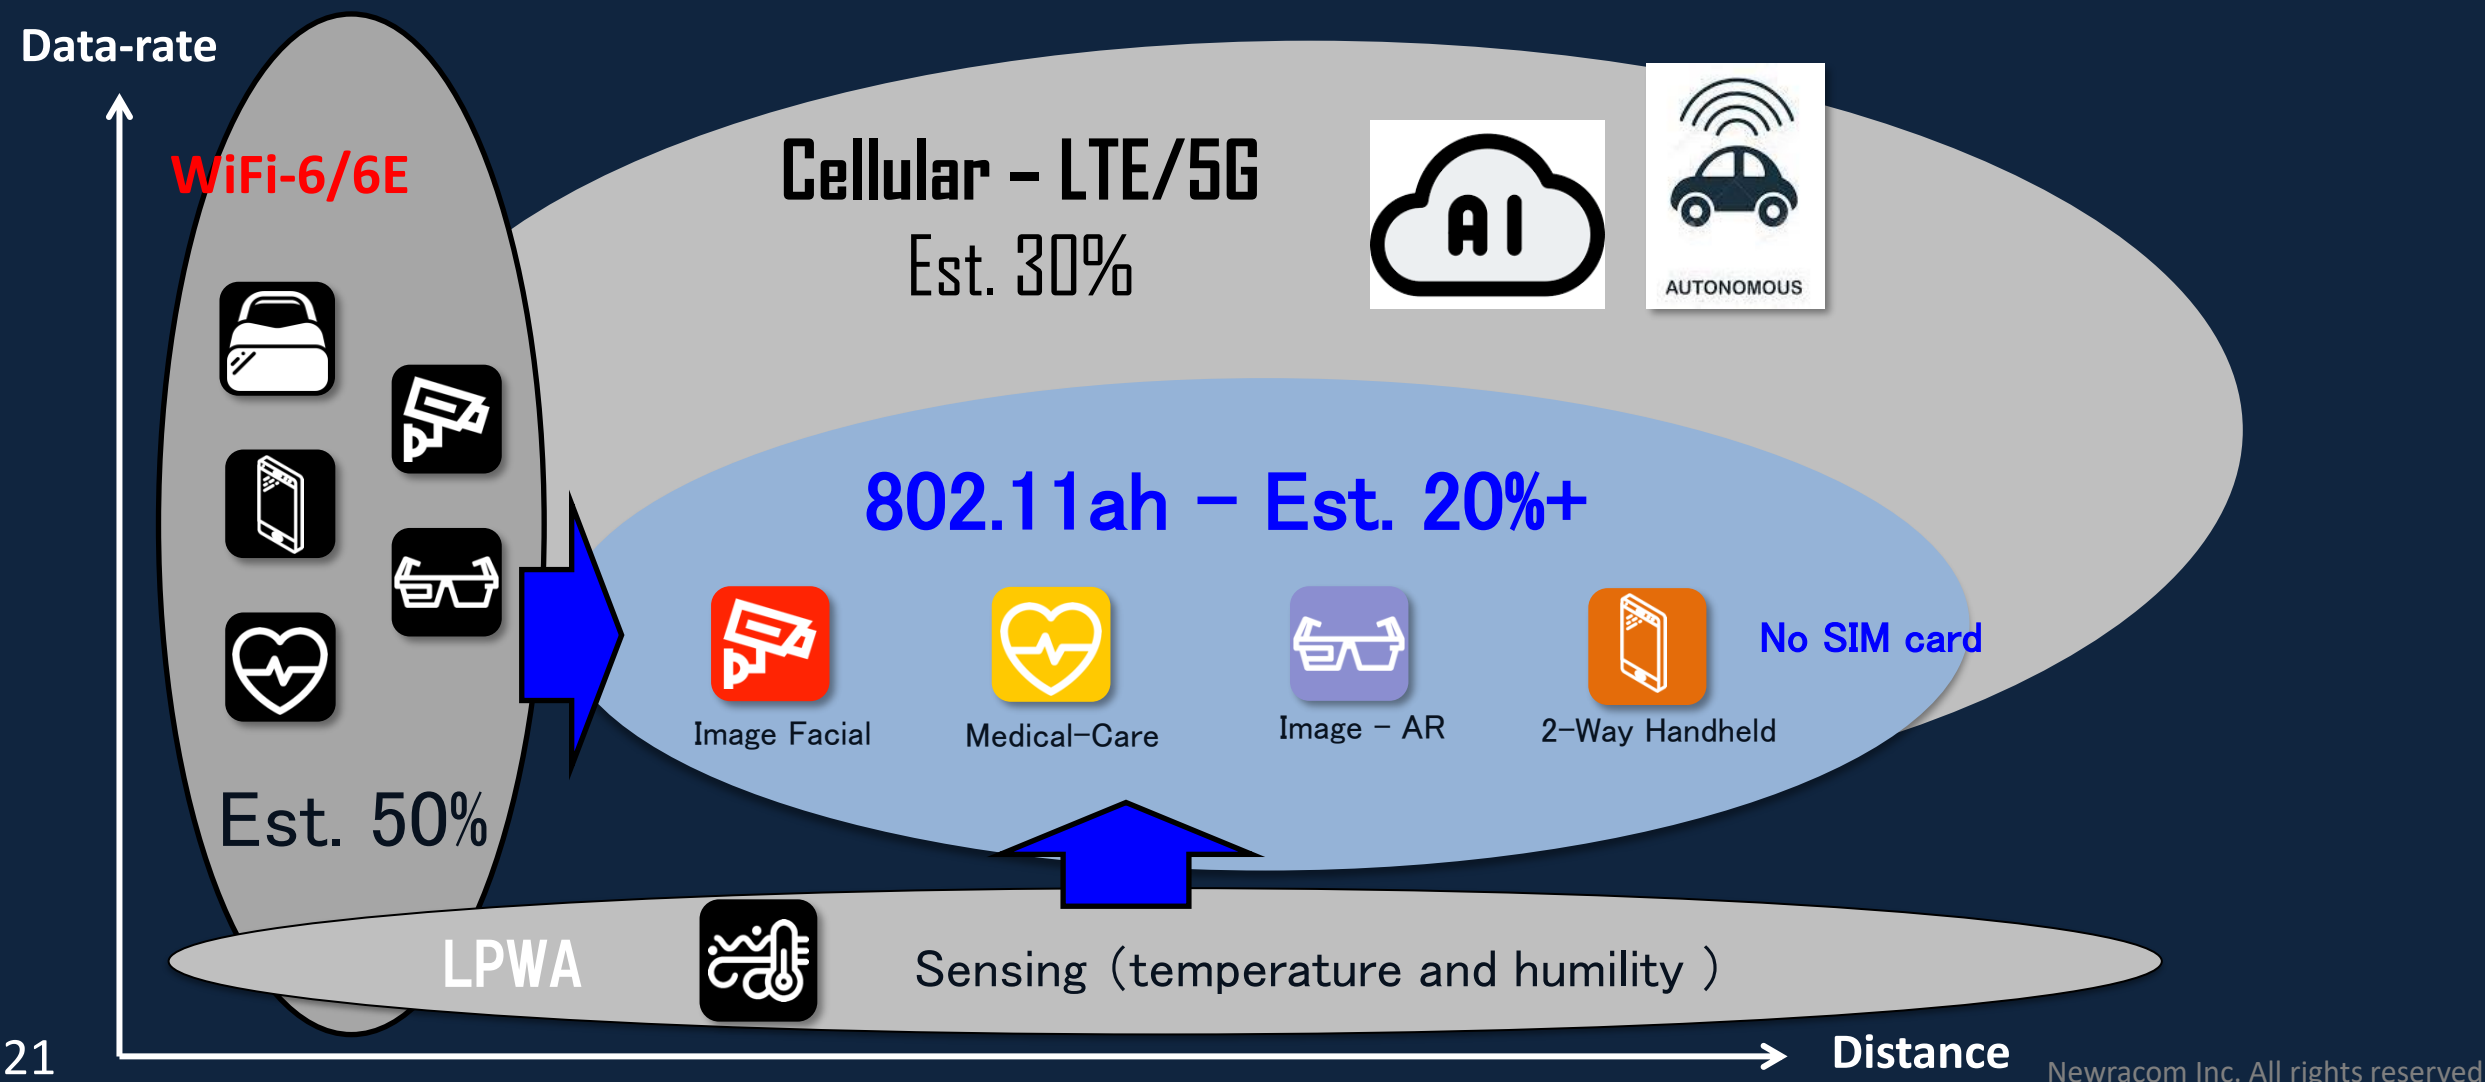 Data-rate
WiFi-6/6E
Cellular – LTE/5G
Est. 30%
AI
AUTONOMOUS
802.11ah – Est. 20%+
No SIM card
Image Facial
Medical-Care
Image – AR
2-Way Handheld
Est. 50%
LPWA
Sensing (temperature and humility )
21
Distance
Newracom Inc. All rights reserved